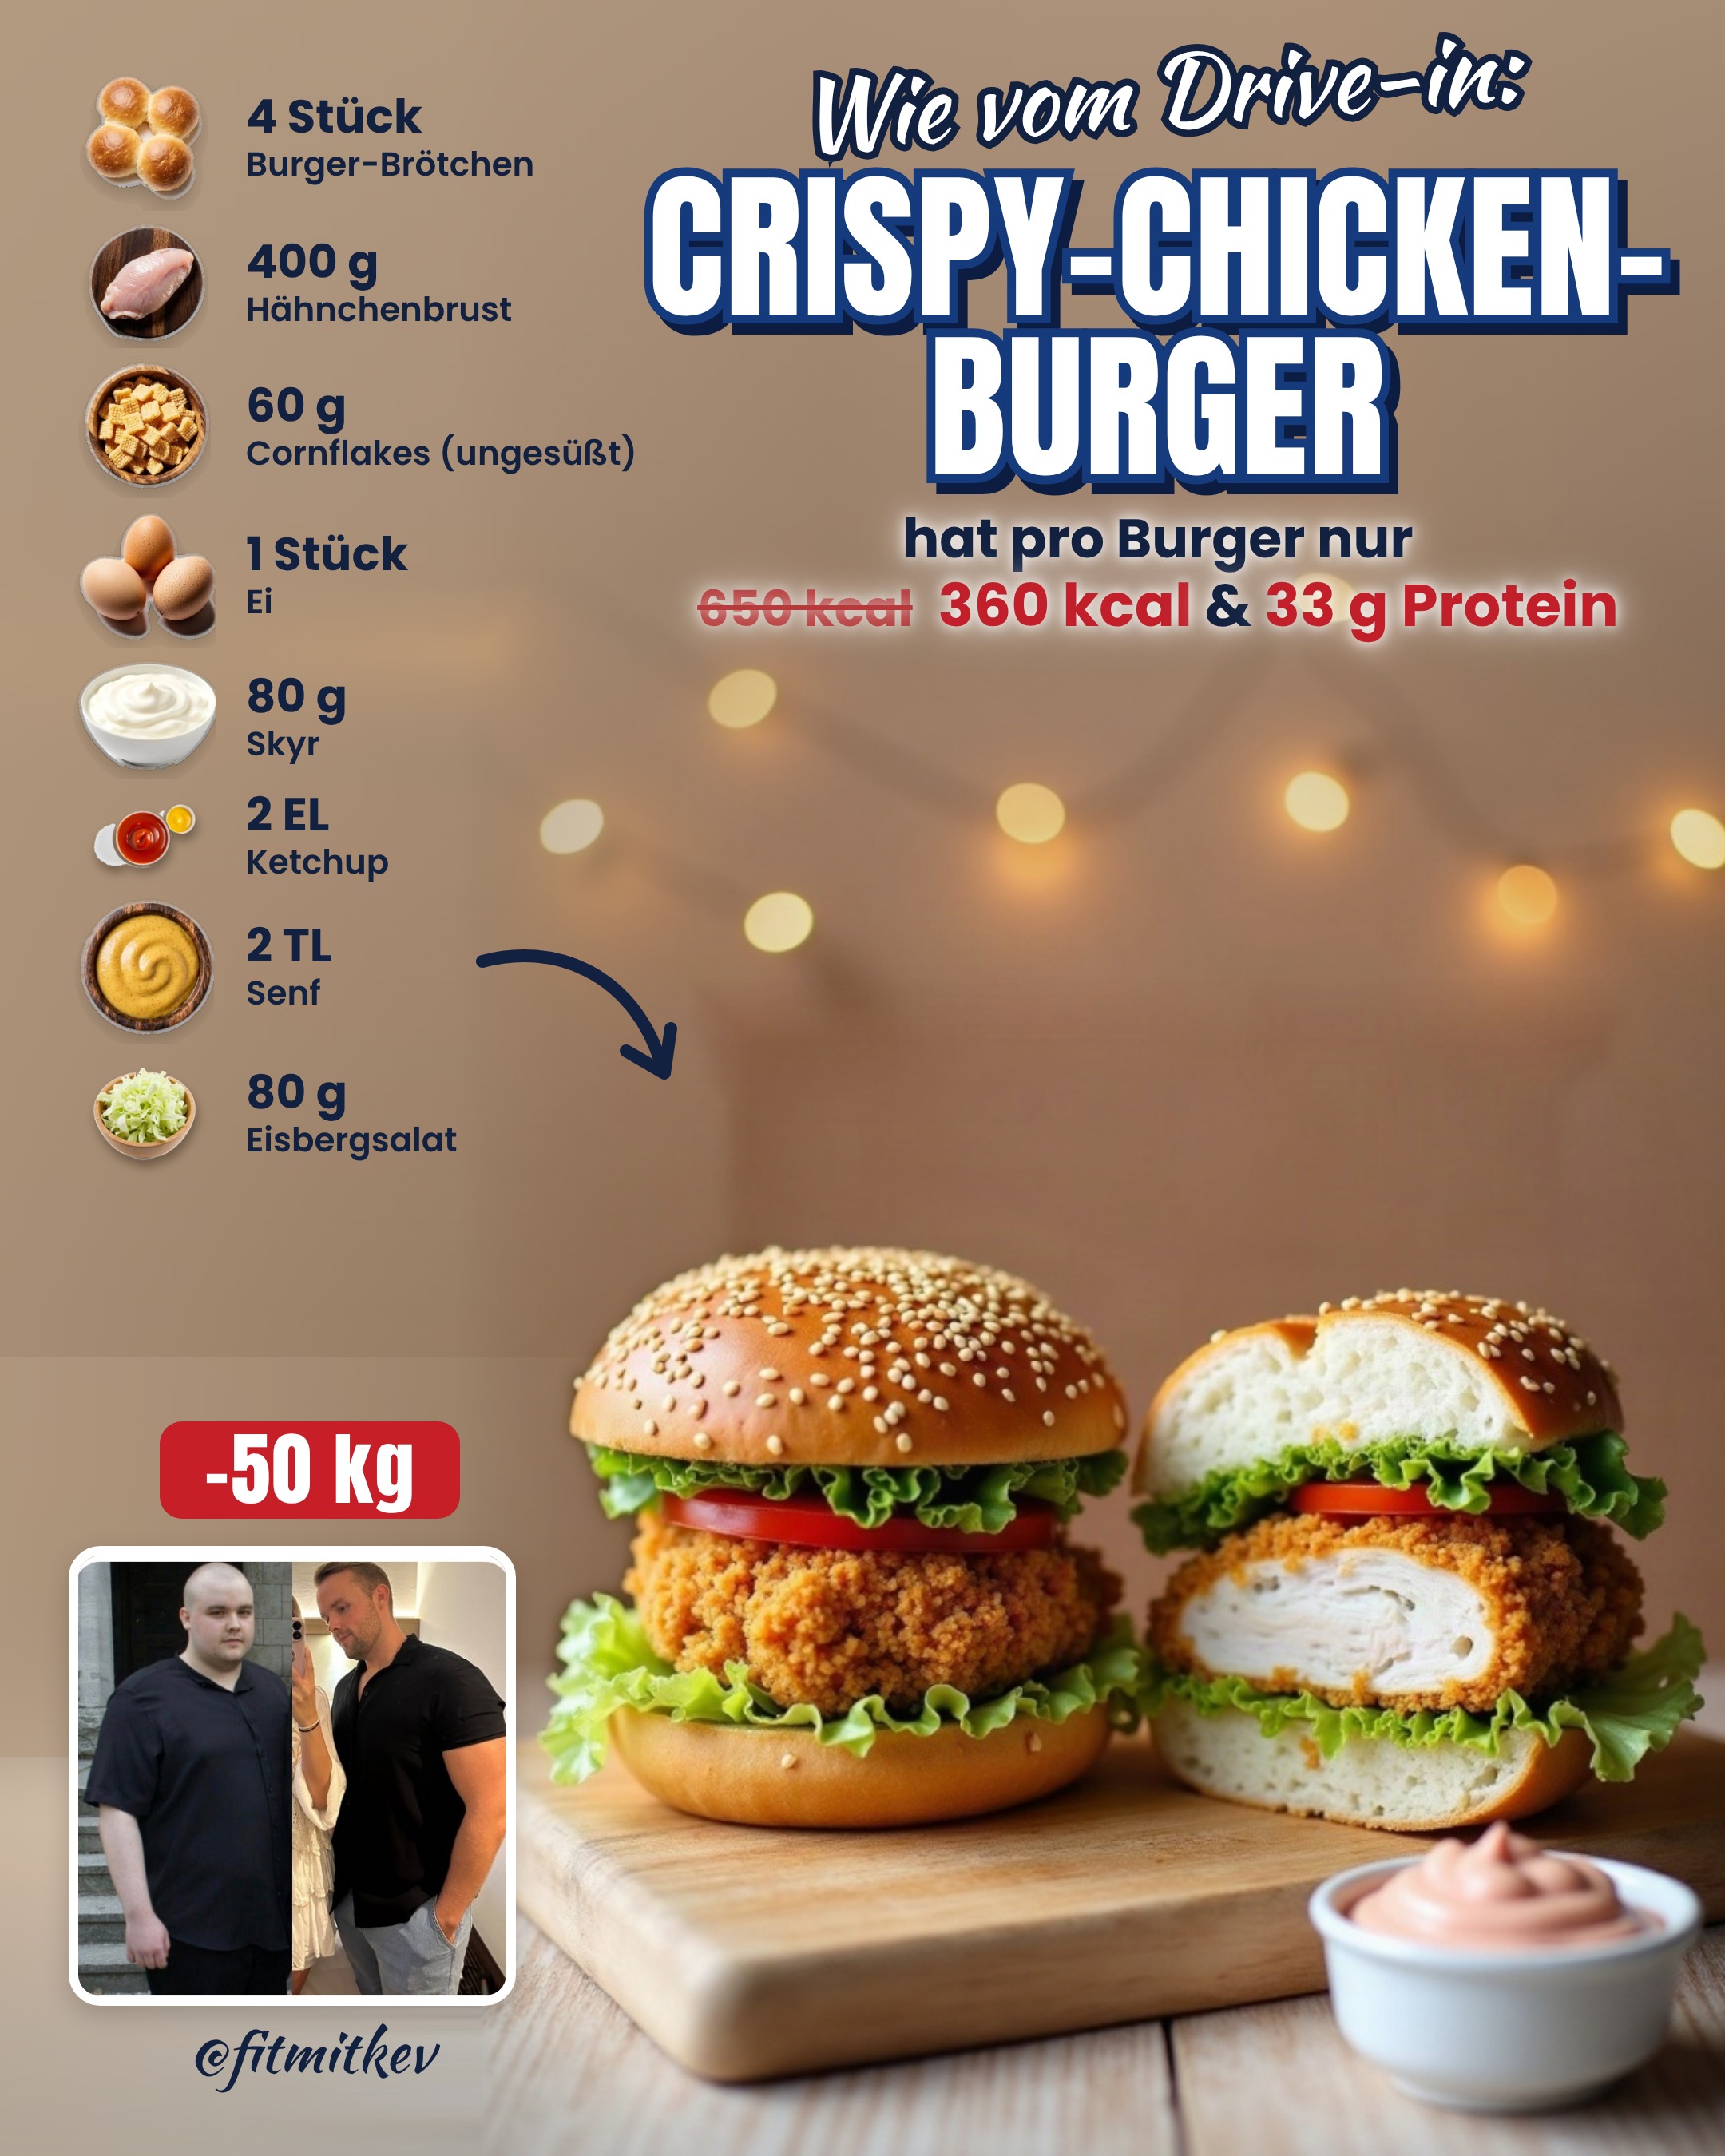 Wie vom Drive-in:
CRISPY-CHICKEN-
BURGER
hat pro Burger nur
650 kcal 360 kcal & 33 g Protein
4 Stück
Burger-Brötchen
400 g
Hähnchenbrust
60 g
Cornflakes (ungesüßt)
1 Stück
Ei
80 g
Skyr
2 EL
Ketchup
2 TL
Senf
80 g
Eisbergsalat
-50 kg
@fitmitkev